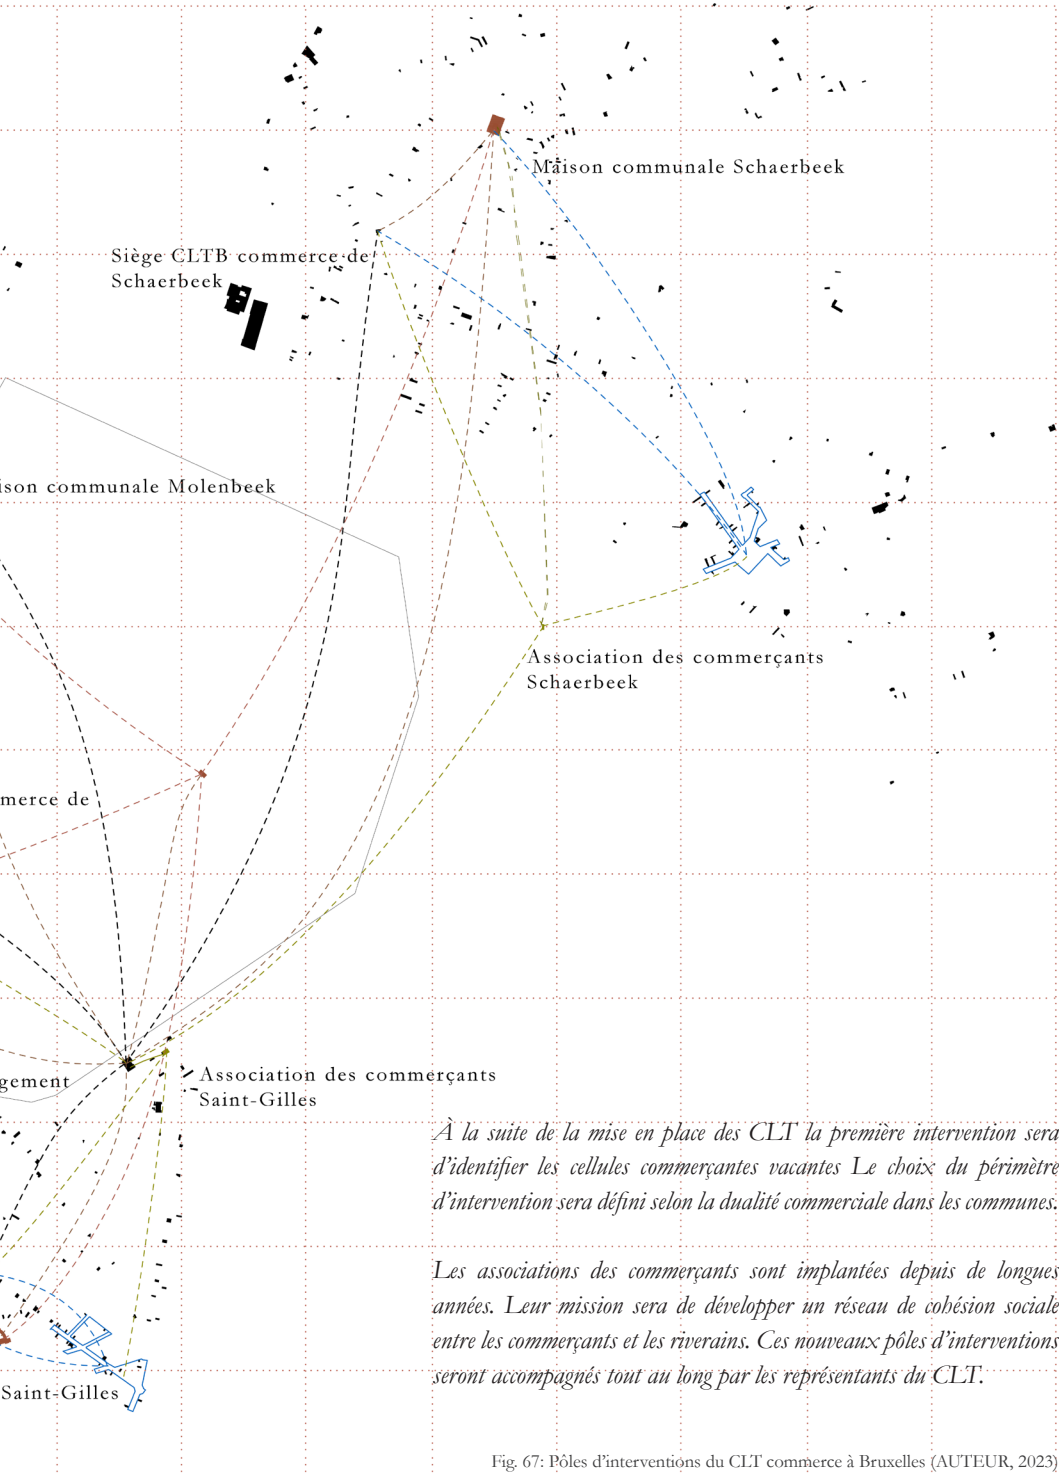 Maison communale Schaerbeek
Siège CLTB commerce de
Schaerbeek
ison communale Molenbeek
Association des commerçants
Schaerbeek
merce de
gement
Association des commerçants
Saint-Gilles
À la suite de la mise en place des CLT la première intervention sera
d'identifier les cellules commerçantes vacantes Le choix du périmètre
d'intervention sera défini selon la dualité commerciale dans les communes.
Les associations des commerçants sont implantées depuis de longues
années. Leur mission sera de développer un réseau de cohésion sociale
entre les commerçants et les riverains. Ces nouveaux pôles d'interventions
seront accompagnés tout au long par les représentants du CLT.
Saint-Gilles
Fig. 67: Pôles d'interventions du CLT commerce à Bruxelles (AUTEUR, 2023)